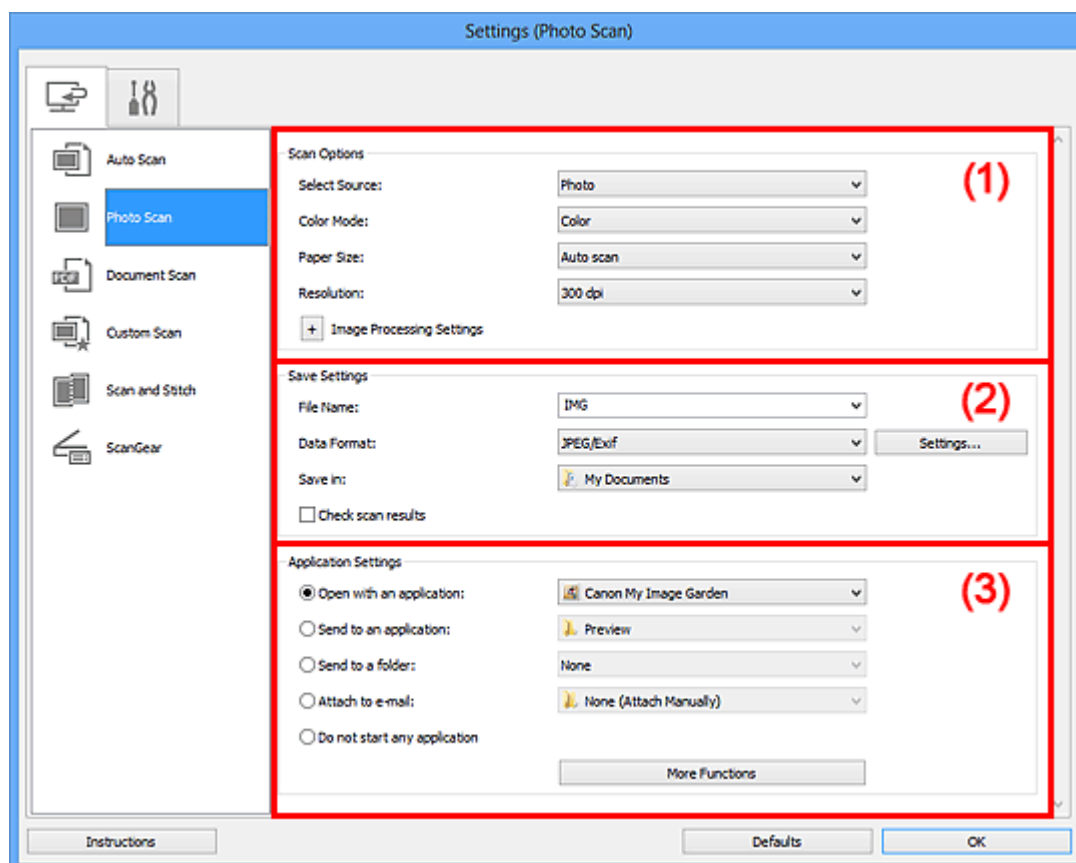 Settings (Photo Scan)
Auto Scan
Photo Scan
Document Scan
Custom Scan
Scan and Stitch
ScanGear
Scan Options
(1)
Select Source: Photo
Color Mode: Color
Paper Size: Auto scan
Resolution: 300 dpi
+ Image Processing Settings
Save Settings
(2)
File Name: IMG
Data Format: JPEG/Exif Settings...
Save in: My Documents
Check scan results
Application Settings
(3)
Open with an application: Canon My Image Garden
Send to an application: Preview
Send to a folder: None
Attach to e-mail: None (Attach Manually)
Do not start any application
More Functions
Instructions Defaults OK